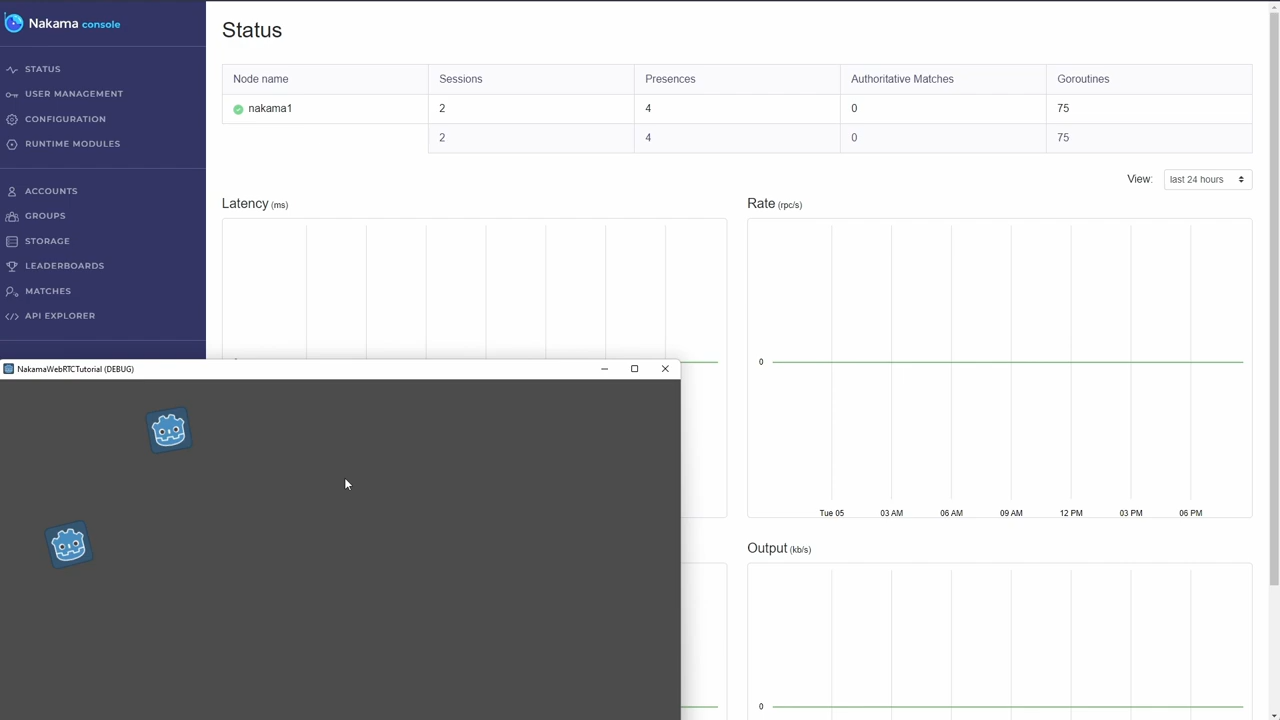 Nakama console
Status
STATUS
USER MANAGEMENT
CONFIGURATION
RUNTIME MODULES
ACCOUNTS
GROUPS
STORAGE
LEADERBOARDS
MATCHES
API EXPLORER
Node name Sessions Presences Authoritative Matches Goroutines
nakama1 2 4 0 75
2 4 0 75
View: last 24 hours
Latency (ms)
Rate (rpc/s)
0
Tue 05 03 AM 06 AM 09 AM 12 PM 03 PM 06 PM
NakamaWebRTCTutorial (DEBUG)
Output (kb/s)
0